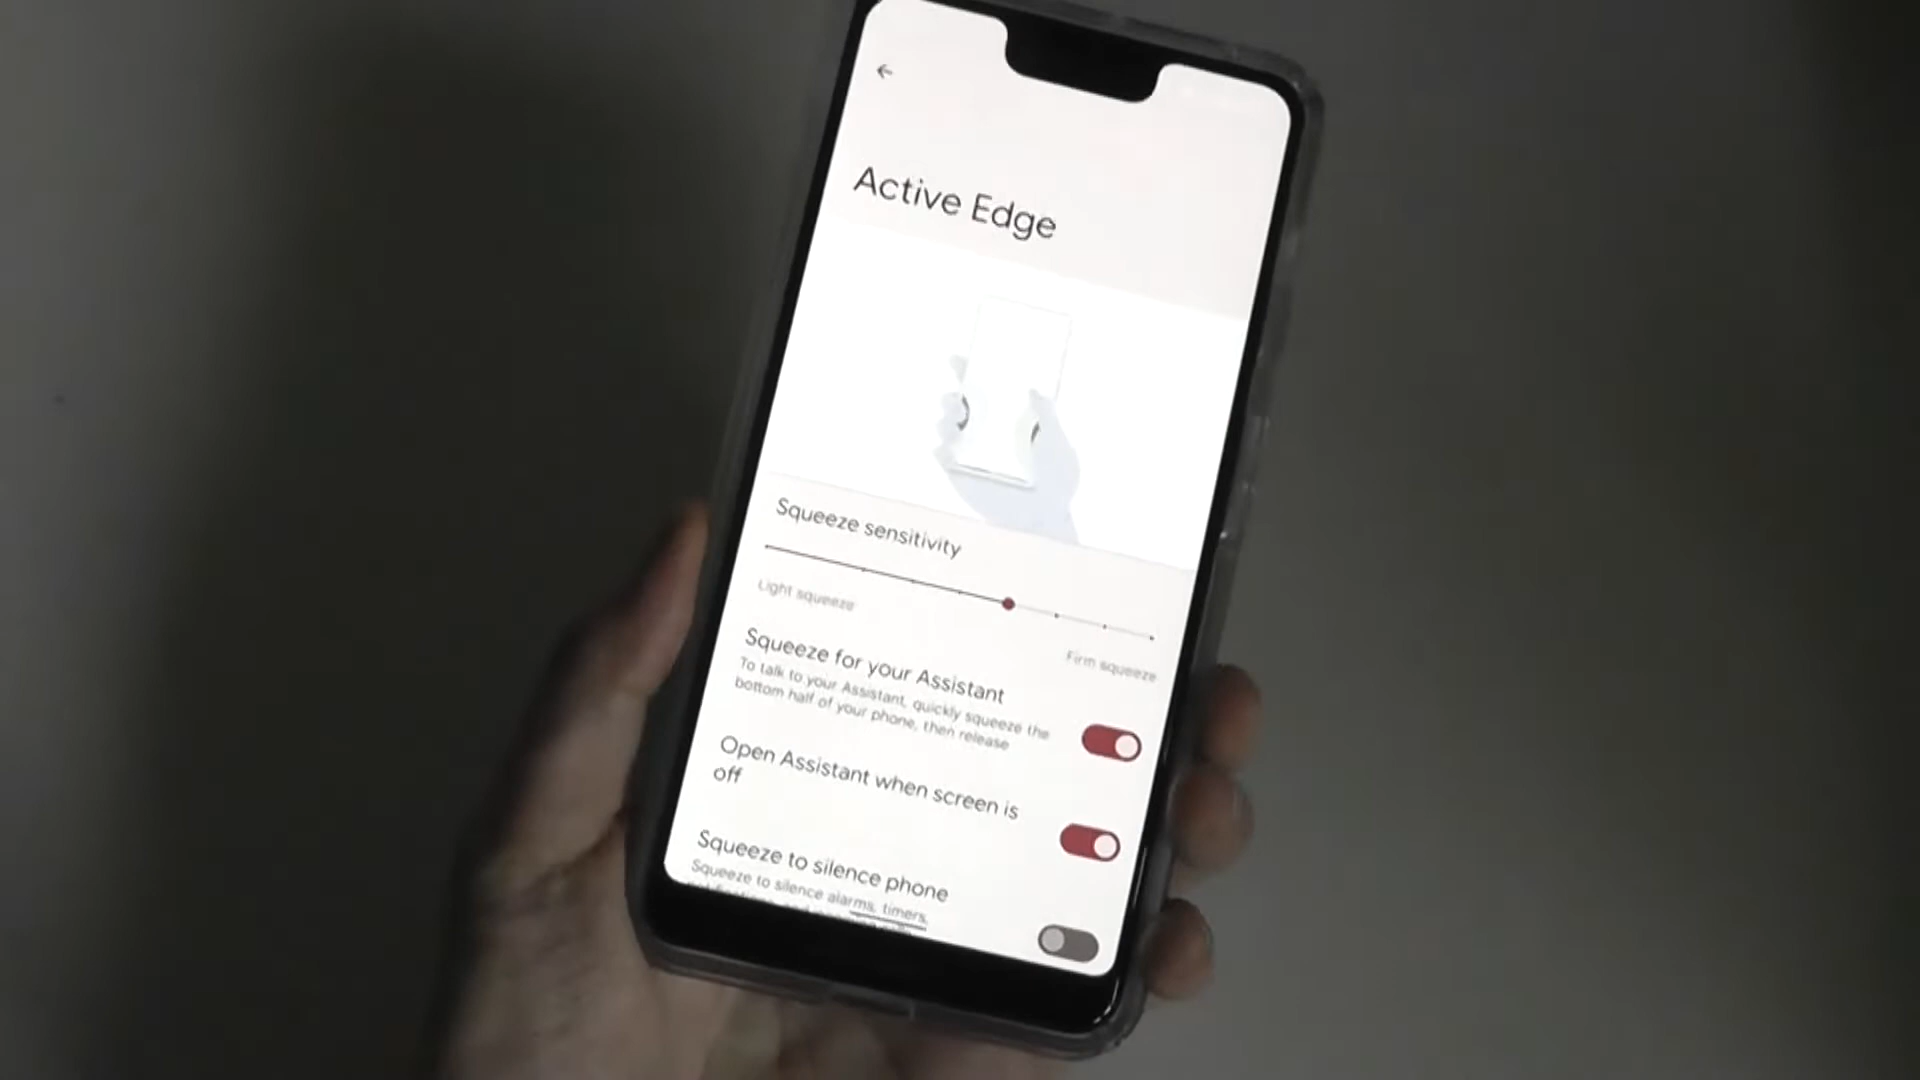 Active Edge
Squeeze sensitivity
Light squeeze
Firm squeeze
Squeeze for your Assistant
To talk to your Assistant, quickly squeeze the
bottom half of your phone, then release
Open Assistant when screen is
off
Squeeze to silence phone
Squeeze to silence alarms, timers,